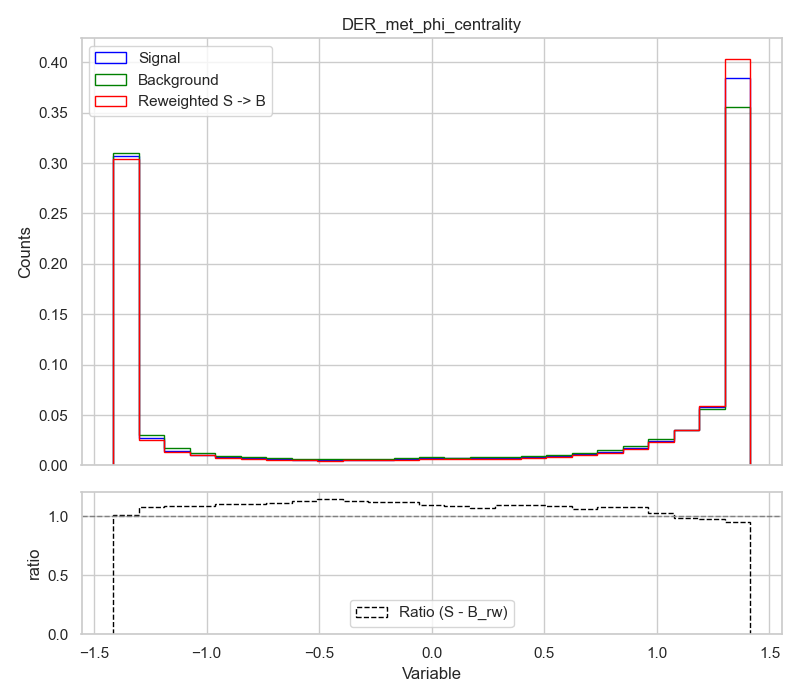 DER_met_phi_centrality
Signal
Background
Reweighted S -> B
Counts
0.40
0.35
0.30
0.25
0.20
0.15
0.10
0.05
0.00
ratio
1.0
0.5
0.0
Ratio (S - B_rw)
−1.5 −1.0 −0.5 0.0 0.5 1.0 1.5
Variable